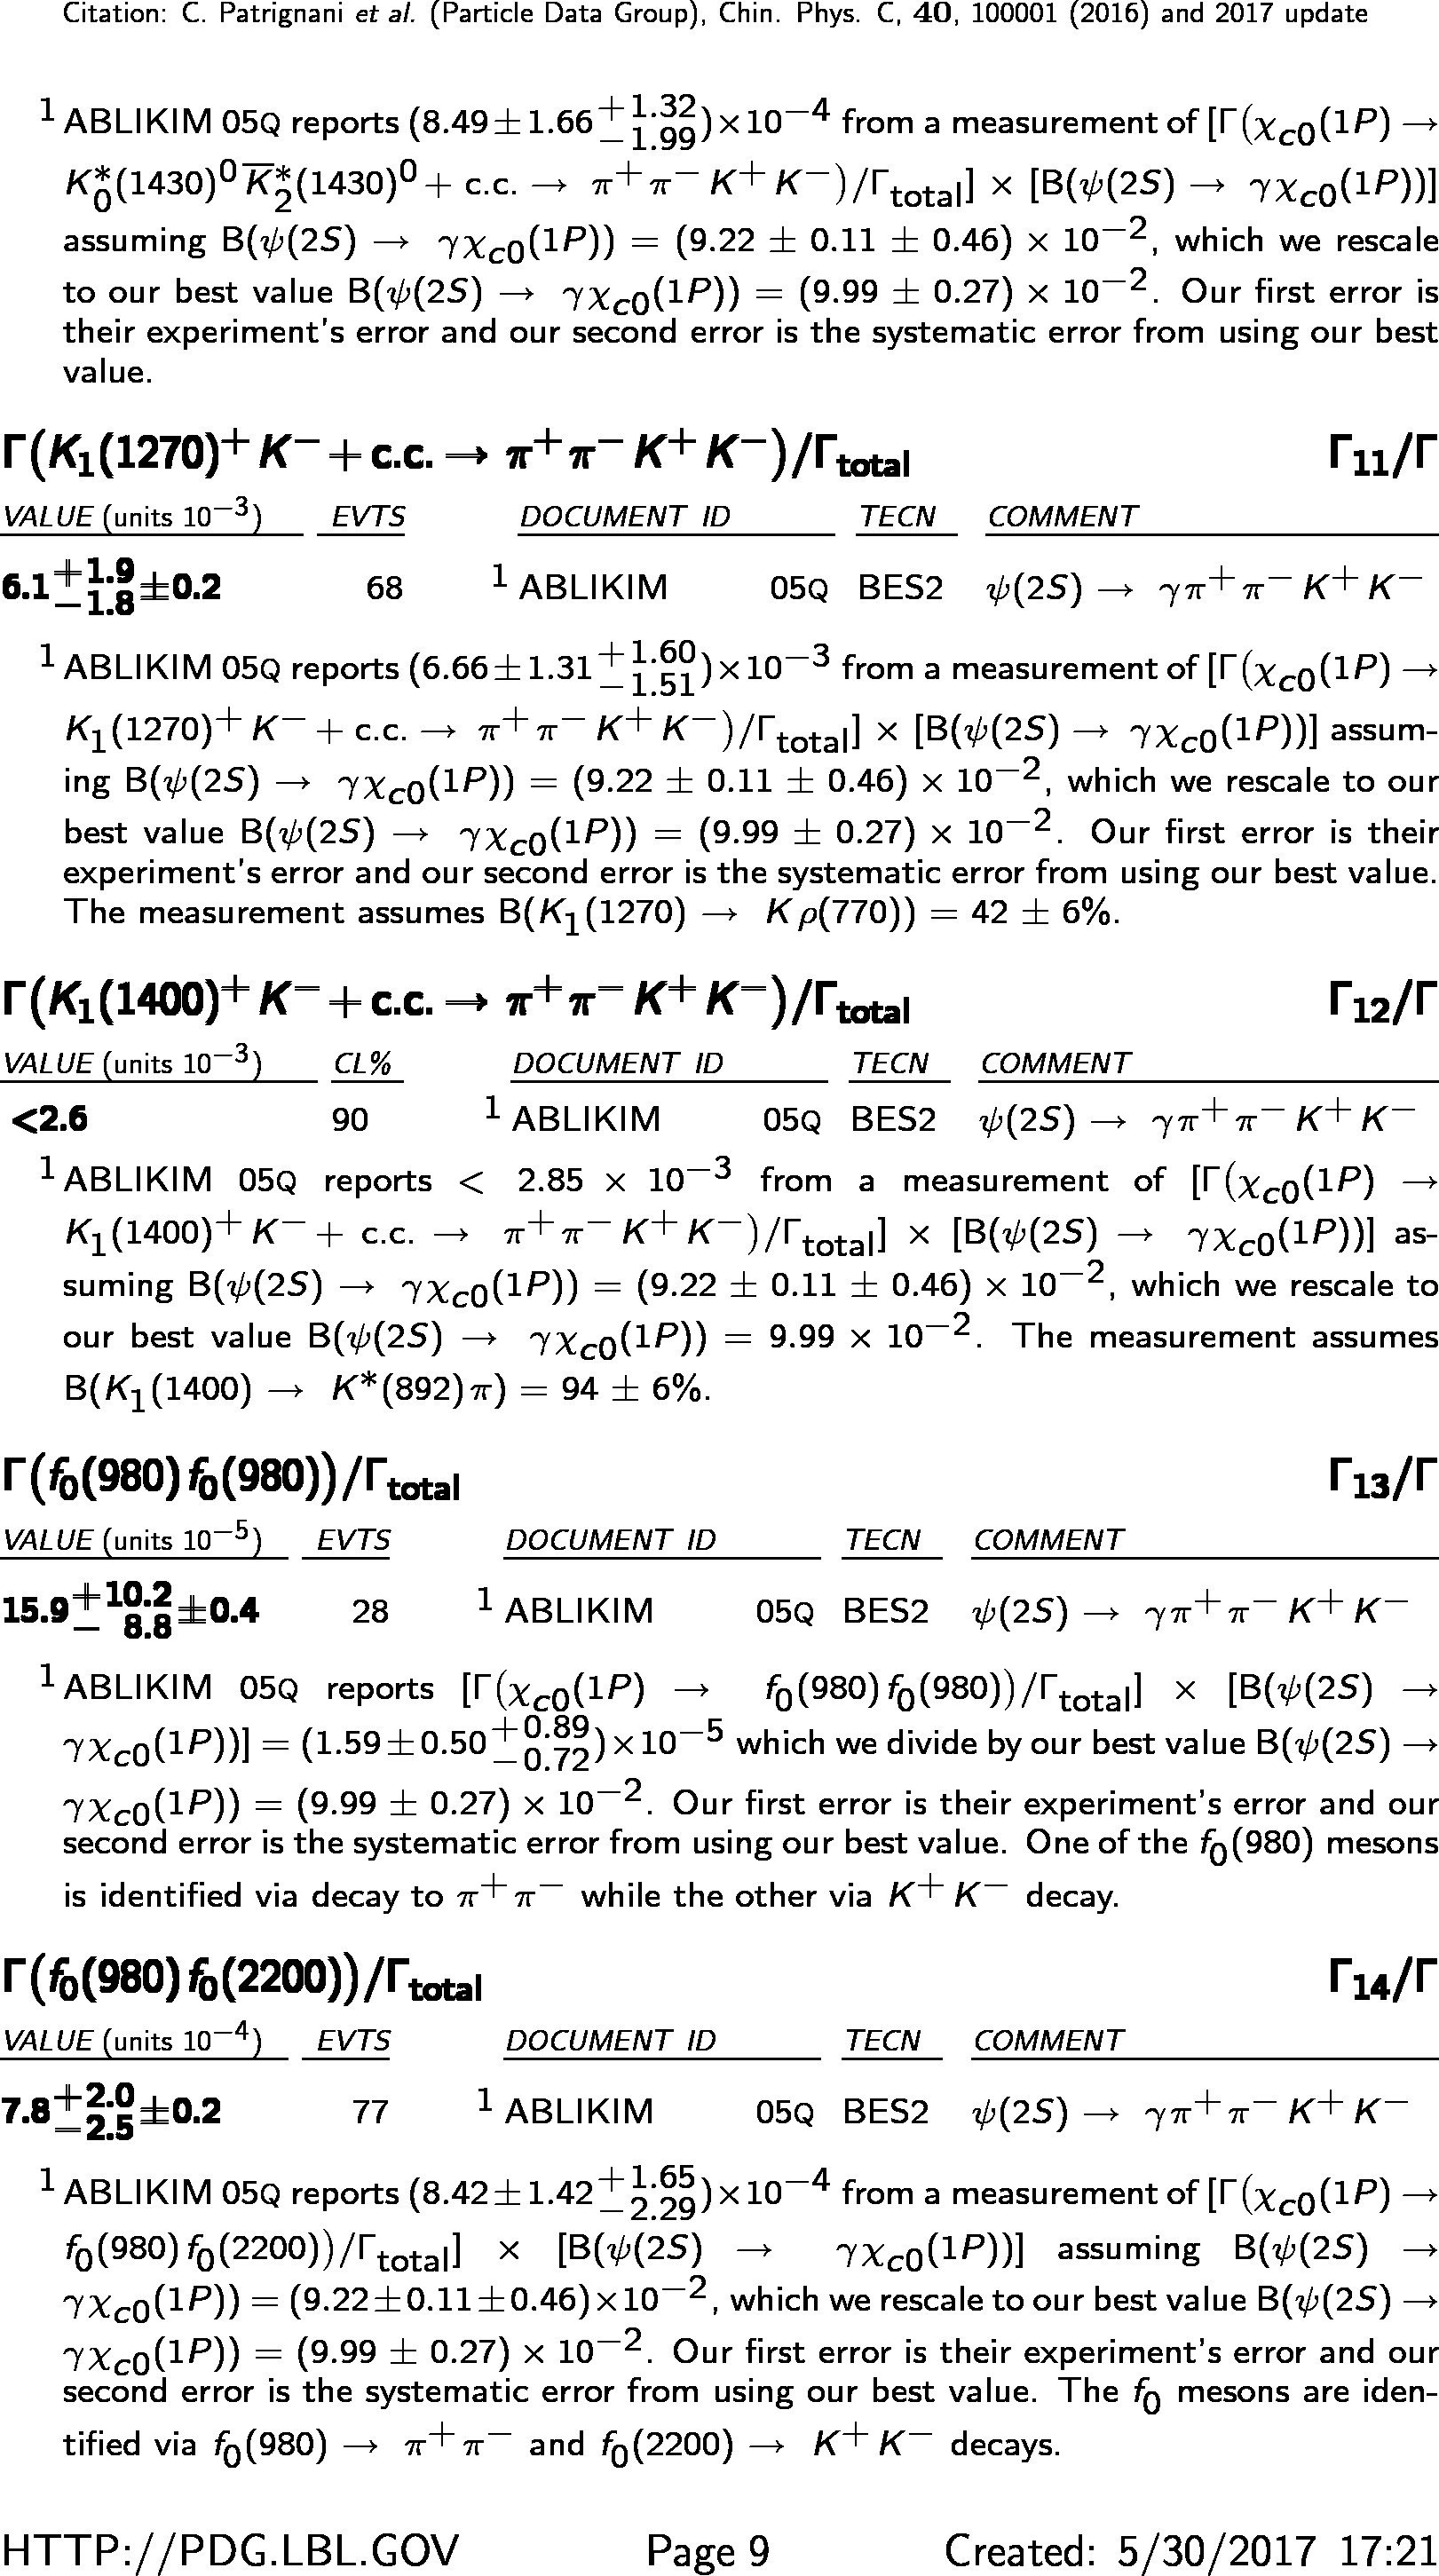 Citation: C. Patrignani et al. (Particle Data Group), Chin. Phys. C, 40, 100001 (2016) and 2017 update
¹ ABLIKIM 05Q reports (8.49±1.66 +1.32 −1.99)×10⁻⁴ from a measurement of [Γ(χc0(1P) →
K*0(1430)⁰ K̅*2(1430)⁰ + c.c. → π⁺π⁻K⁺K⁻)/Γtotal] × [B(ψ(2S) → γχc0(1P))]
assuming B(ψ(2S) → γχc0(1P)) = (9.22 ± 0.11 ± 0.46) × 10⁻², which we rescale
to our best value B(ψ(2S) → γχc0(1P)) = (9.99 ± 0.27) × 10⁻². Our first error is
their experiment's error and our second error is the systematic error from using our best
value.
Γ(K₁(1270)⁺K⁻ + c.c. → π⁺π⁻K⁺K⁻)/Γtotal Γ₁₁/Γ
VALUE (units 10⁻³) EVTS DOCUMENT ID TECN COMMENT
6.1 +1.9 −1.8 ±0.2 68 ¹ ABLIKIM 05Q BES2 ψ(2S) → γπ⁺π⁻K⁺K⁻
¹ ABLIKIM 05Q reports (6.66±1.31 +1.60 −1.51)×10⁻³ from a measurement of [Γ(χc0(1P) →
K₁(1270)⁺K⁻ + c.c. → π⁺π⁻K⁺K⁻)/Γtotal] × [B(ψ(2S) → γχc0(1P))] assum-
ing B(ψ(2S) → γχc0(1P)) = (9.22 ± 0.11 ± 0.46) × 10⁻², which we rescale to our
best value B(ψ(2S) → γχc0(1P)) = (9.99 ± 0.27) × 10⁻². Our first error is their
experiment's error and our second error is the systematic error from using our best value.
The measurement assumes B(K₁(1270) → Kρ(770)) = 42 ± 6%.
Γ(K₁(1400)⁺K⁻ + c.c. → π⁺π⁻K⁺K⁻)/Γtotal Γ₁₂/Γ
VALUE (units 10⁻³) CL% DOCUMENT ID TECN COMMENT
<2.6 90 ¹ ABLIKIM 05Q BES2 ψ(2S) → γπ⁺π⁻K⁺K⁻
¹ ABLIKIM 05Q reports < 2.85 × 10⁻³ from a measurement of [Γ(χc0(1P) →
K₁(1400)⁺K⁻ + c.c. → π⁺π⁻K⁺K⁻)/Γtotal] × [B(ψ(2S) → γχc0(1P))] as-
suming B(ψ(2S) → γχc0(1P)) = (9.22 ± 0.11 ± 0.46) × 10⁻², which we rescale to
our best value B(ψ(2S) → γχc0(1P)) = 9.99 × 10⁻². The measurement assumes
B(K₁(1400) → K*(892)π) = 94 ± 6%.
Γ(f₀(980)f₀(980))/Γtotal Γ₁₃/Γ
VALUE (units 10⁻⁵) EVTS DOCUMENT ID TECN COMMENT
15.9 +10.2 − 8.8 ±0.4 28 ¹ ABLIKIM 05Q BES2 ψ(2S) → γπ⁺π⁻K⁺K⁻
¹ ABLIKIM 05Q reports [Γ(χc0(1P) → f₀(980)f₀(980))/Γtotal] × [B(ψ(2S) →
γχc0(1P))] = (1.59±0.50 +0.89 −0.72)×10⁻⁵ which we divide by our best value B(ψ(2S) →
γχc0(1P)) = (9.99 ± 0.27) × 10⁻². Our first error is their experiment's error and our
second error is the systematic error from using our best value. One of the f₀(980) mesons
is identified via decay to π⁺π⁻ while the other via K⁺K⁻ decay.
Γ(f₀(980)f₀(2200))/Γtotal Γ₁₄/Γ
VALUE (units 10⁻⁴) EVTS DOCUMENT ID TECN COMMENT
7.8 +2.0 −2.5 ±0.2 77 ¹ ABLIKIM 05Q BES2 ψ(2S) → γπ⁺π⁻K⁺K⁻
¹ ABLIKIM 05Q reports (8.42±1.42 +1.65 −2.29)×10⁻⁴ from a measurement of [Γ(χc0(1P) →
f₀(980)f₀(2200))/Γtotal] × [B(ψ(2S) → γχc0(1P))] assuming B(ψ(2S) →
γχc0(1P)) = (9.22±0.11±0.46)×10⁻², which we rescale to our best value B(ψ(2S) →
γχc0(1P)) = (9.99 ± 0.27) × 10⁻². Our first error is their experiment's error and our
second error is the systematic error from using our best value. The f₀ mesons are iden-
tified via f₀(980) → π⁺π⁻ and f₀(2200) → K⁺K⁻ decays.
HTTP://PDG.LBL.GOV Page 9 Created: 5/30/2017 17:21